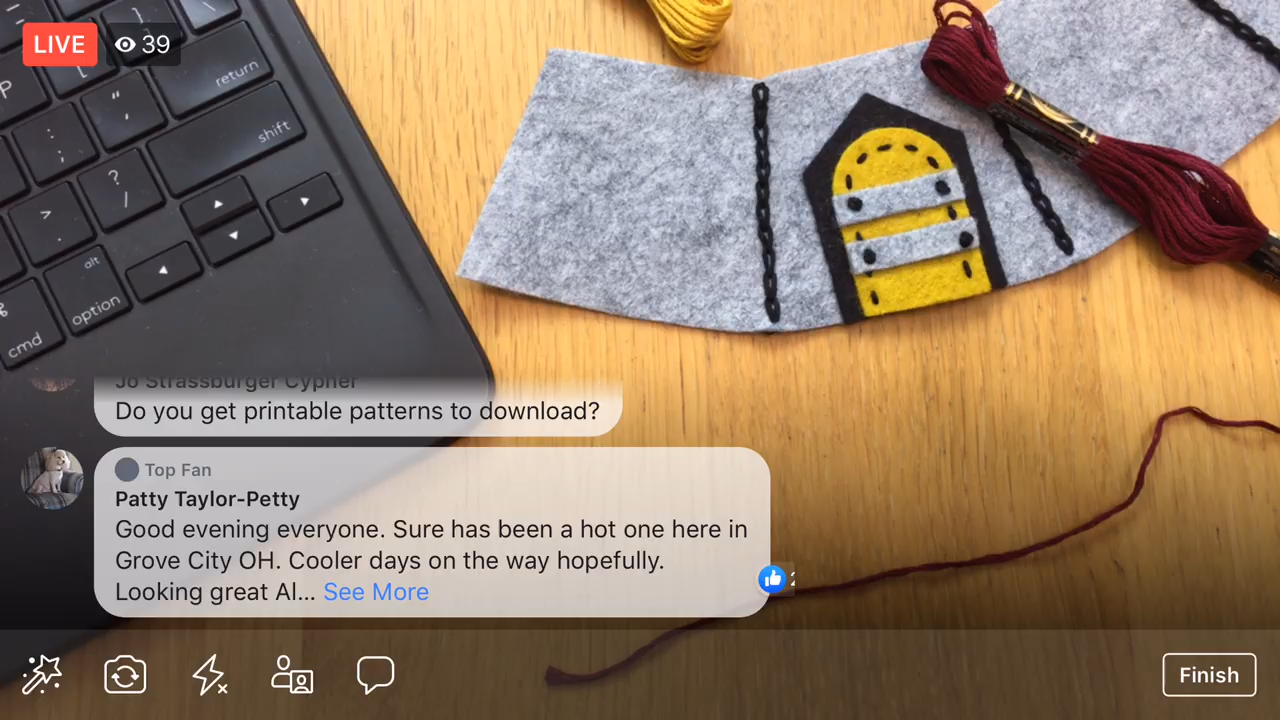 LIVE
39
P
return
shift
alt
option
cmd
Jo Strassburger Cypher
Do you get printable patterns to download?
Top Fan
Patty Taylor-Petty
Good evening everyone. Sure has been a hot one here in
Grove City OH. Cooler days on the way hopefully.
Looking great Al... See More
Finish